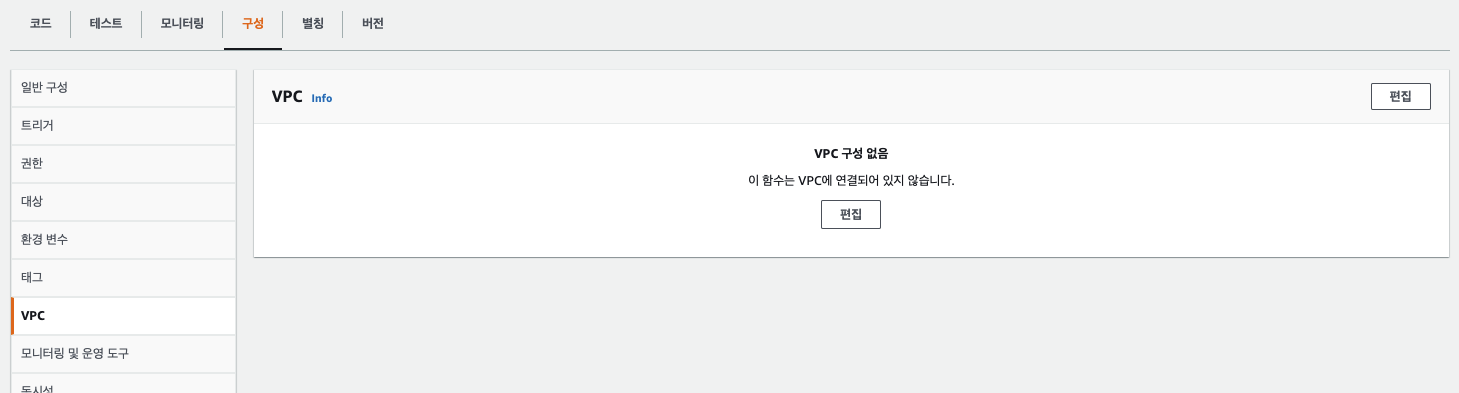 코드 테스트 모니터링 구성 별칭 버전
일반 구성
트리거
권한
대상
환경 변수
태그
VPC
모니터링 및 운영 도구
동시성
VPC Info
편집
VPC 구성 없음
이 함수는 VPC에 연결되어 있지 않습니다.
편집